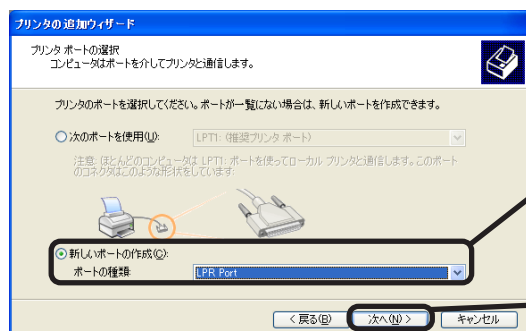 プリンタの追加ウィザード
プリンタ ポートの選択
コンピュータはポートを介してプリンタと通信します。
プリンタのポートを選択してください。ポートが一覧にない場合は、新しいポートを作成できます。
次のポートを使用(U):
LPT1: (推奨プリンタ ポート)
注意: ほとんどのコンピュータは LPT1: ポートを使ってローカル プリンタと通信します。このポート
のコネクタはこのような形状をしています:
新しいポートの作成(C):
ポートの種類:
LPR Port
< 戻る(B)
次へ(N) >
キャンセル